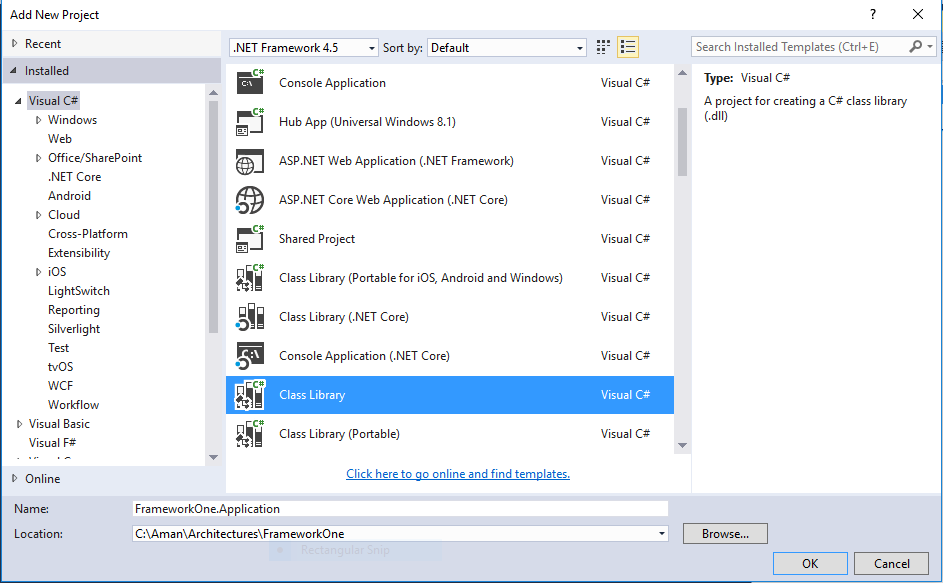 Add New Project
? 
Recent
.NET Framework 4.5 Sort by: Default
Search Installed Templates (Ctrl+E)
Installed
Visual C#
Windows
Web
Office/SharePoint
.NET Core
Android
Cloud
Cross-Platform
Extensibility
iOS
LightSwitch
Reporting
Silverlight
Test
tvOS
WCF
Workflow
Visual Basic
Visual F#
Online
Console Application Visual C#
Hub App (Universal Windows 8.1) Visual C#
ASP.NET Web Application (.NET Framework) Visual C#
ASP.NET Core Web Application (.NET Core) Visual C#
Shared Project Visual C#
Class Library (Portable for iOS, Android and Windows) Visual C#
Class Library (.NET Core) Visual C#
Console Application (.NET Core) Visual C#
Class Library Visual C#
Class Library (Portable) Visual C#
Click here to go online and find templates.
Type: Visual C#
A project for creating a C# class library
(.dll)
Name: FrameworkOne.Application
Location: C:\Aman\Architectures\FrameworkOne
Browse...
Rectangular Snip
OK Cancel